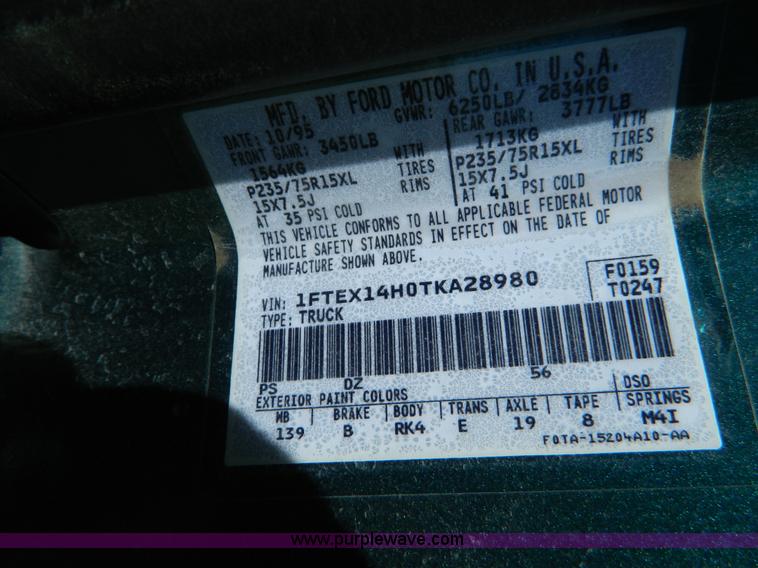 MFD. BY FORD MOTOR CO. IN U.S.A.
DATE: 10/95 GVWR: 6250LB/ 2834KG
FRONT GAWR: 3450LB REAR GAWR: 3777LB
1564KG WITH 1713KG WITH
P235/75R15XL TIRES P235/75R15XL TIRES
15X7.5J RIMS 15X7.5J RIMS
AT 35 PSI COLD AT 41 PSI COLD
THIS VEHICLE CONFORMS TO ALL APPLICABLE FEDERAL MOTOR
VEHICLE SAFETY STANDARDS IN EFFECT ON THE DATE OF
MANUFACTURE SHOWN ABOVE.
VIN: 1FTEX14H0TKA28980 F0159
TYPE: TRUCK T0247
PS DZ 56
EXTERIOR PAINT COLORS DSO
WB BRAKE BODY TRANS AXLE TAPE SPRINGS
139 B RK4 E 19 8 M4I
F0TA-15204A10-AA
www.purplewave.com